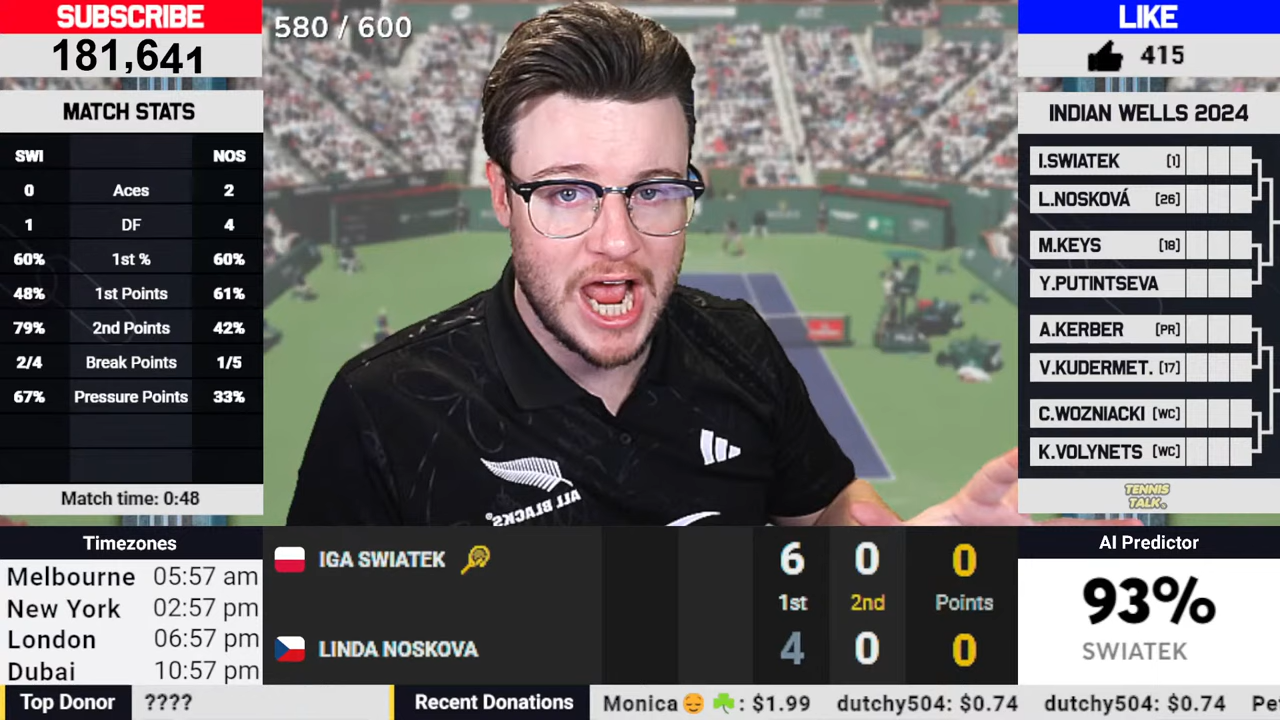 SUBSCRIBE
181,641
580 / 600
LIKE
415
MATCH STATS
SWI NOS
0 Aces 2
1 DF 4
60% 1st % 60%
48% 1st Points 61%
79% 2nd Points 42%
2/4 Break Points 1/5
67% Pressure Points 33%
Match time: 0:48
INDIAN WELLS 2024
I.SWIATEK [1]
L.NOSKOVÁ [26]
M.KEYS [18]
Y.PUTINTSEVA
A.KERBER [PR]
V.KUDERMET. [17]
C.WOZNIACKI [WC]
K.VOLYNETS [WC]
TENNIS
TALK
ALL BLACKS
Timezones
Melbourne 05:57 am
New York 02:57 pm
London 06:57 pm
Dubai 10:57 pm
IGA SWIATEK 6 0 0
1st 2nd Points
LINDA NOSKOVA 4 0 0
AI Predictor
93%
SWIATEK
Top Donor ???? Recent Donations Monica😌☘️: $1.99 dutchy504: $0.74 dutchy504: $0.74 Pe